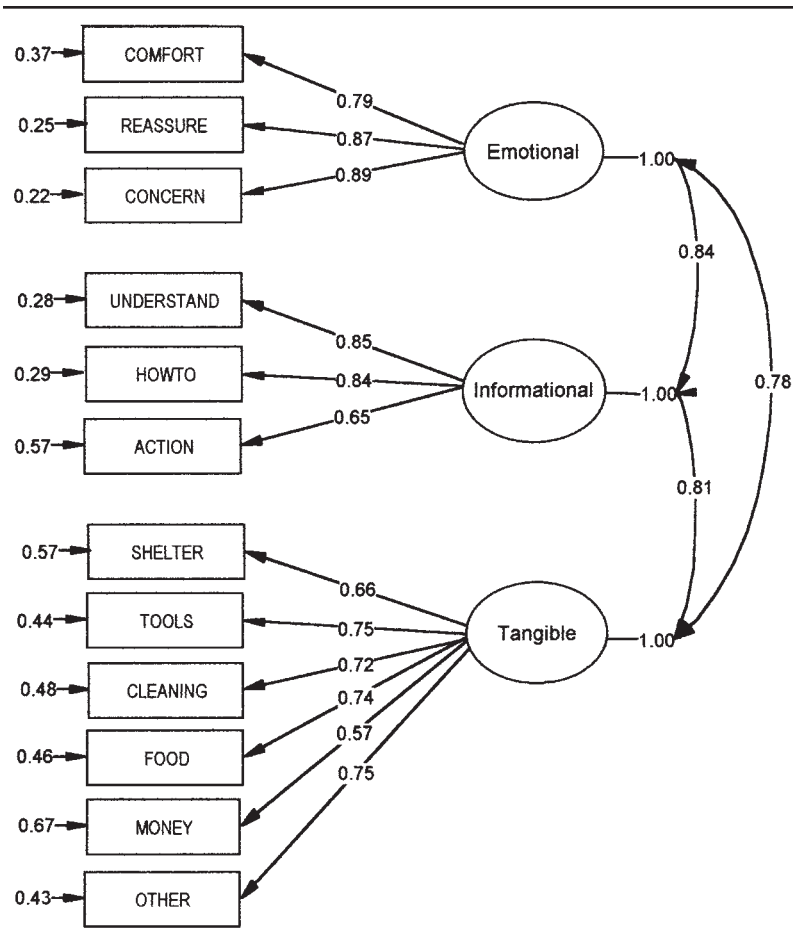 0.37 COMFORT
0.79
0.25 REASSURE
0.87
Emotional 1.00
0.89
0.22 CONCERN
0.84
0.28 UNDERSTAND
0.85
0.29 HOWTO
0.84
Informational 1.00
0.78
0.65
0.57 ACTION
0.81
0.57 SHELTER
0.66
0.44 TOOLS
0.75
Tangible 1.00
0.72
0.48 CLEANING
0.74
0.57
0.46 FOOD
0.75
0.67 MONEY
0.43 OTHER